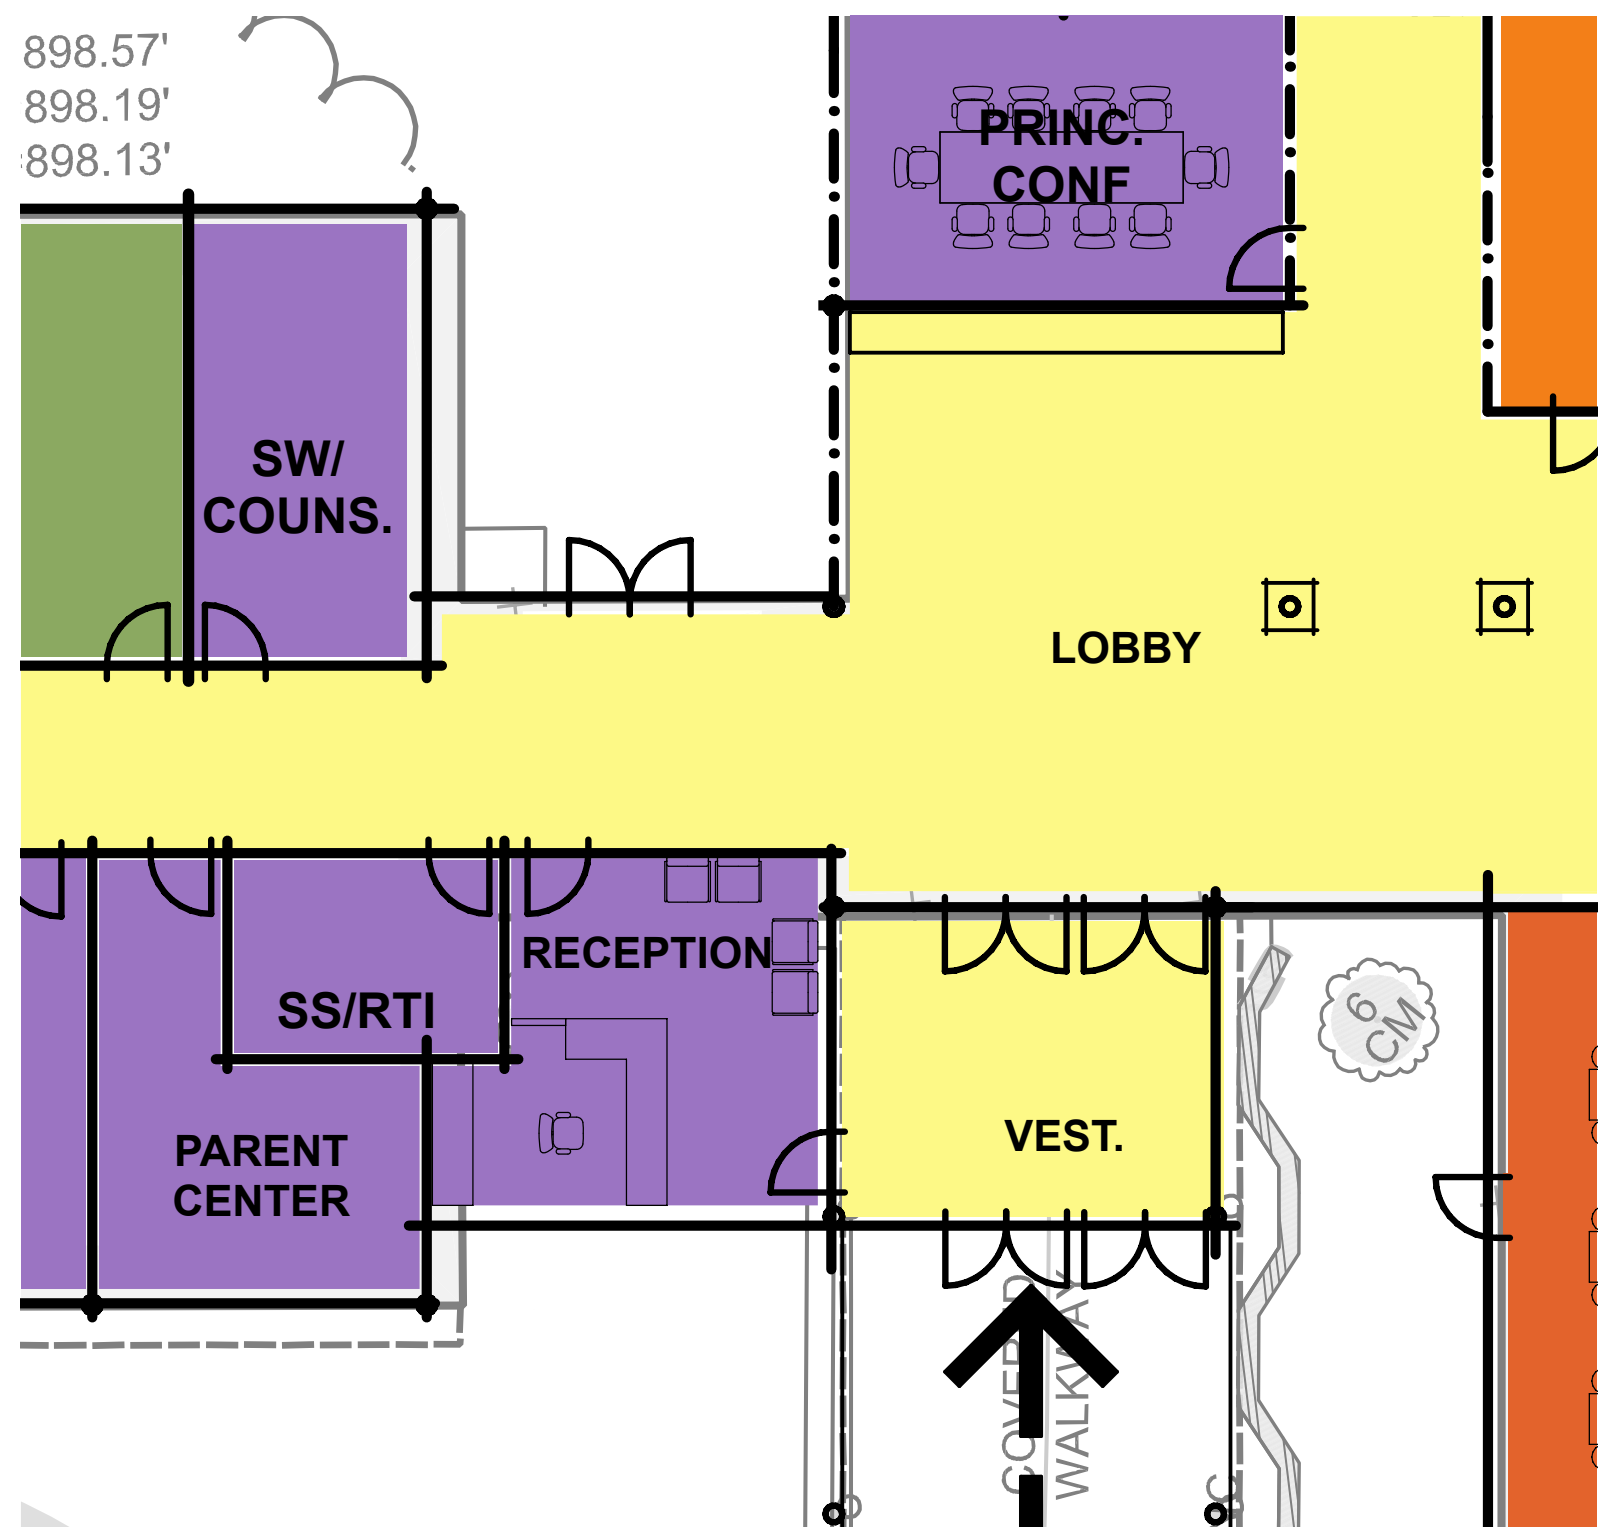 898.57'
898.19'
898.13'
PRINC.
CONF
SW/
COUNS.
LOBBY
RECEPTION
SS/RTI
PARENT
CENTER
VEST.
6
CM
COVERED
WALKWAY